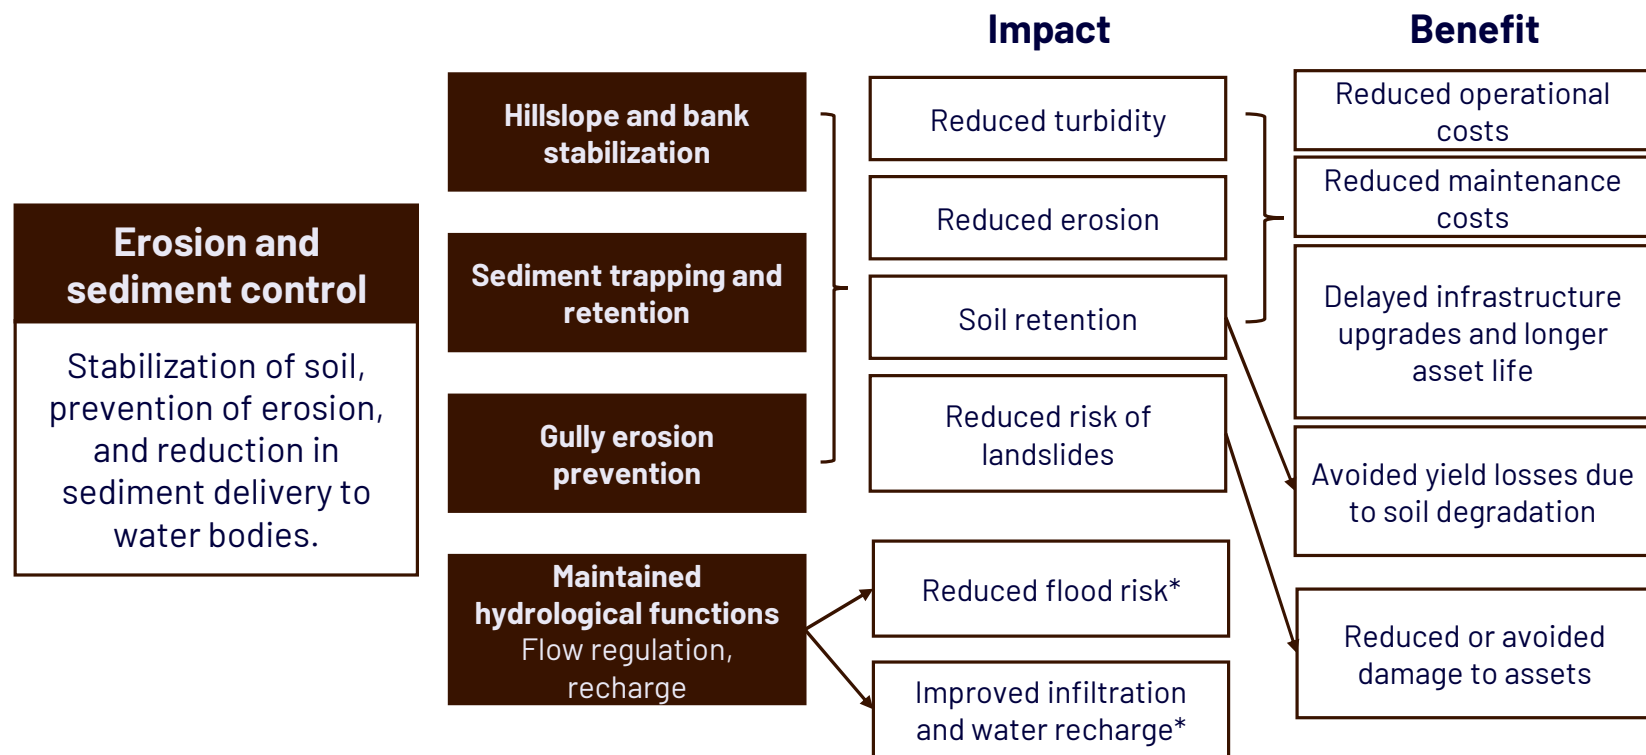 Impact
Benefit
Erosion and
sediment control
Stabilization of soil,
prevention of erosion,
and reduction in
sediment delivery to
water bodies.
Hillslope and bank
stabilization
Sediment trapping and
retention
Gully erosion
prevention
Maintained
hydrological functions
Flow regulation,
recharge
Reduced turbidity
Reduced erosion
Soil retention
Reduced risk of
landslides
Reduced flood risk*
Improved infiltration
and water recharge*
Reduced operational
costs
Reduced maintenance
costs
Delayed infrastructure
upgrades and longer
asset life
Avoided yield losses due
to soil degradation
Reduced or avoided
damage to assets